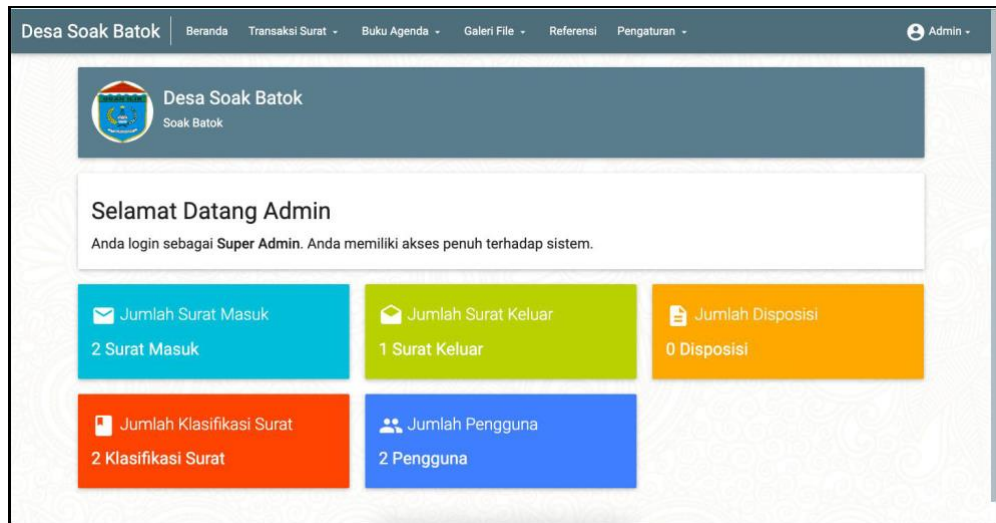 Desa Soak Batok Beranda Transaksi Surat Buku Agenda Galeri File Referensi Pengaturan Admin
Desa Soak Batok
Soak Batok
Selamat Datang Admin
Anda login sebagai Super Admin. Anda memiliki akses penuh terhadap sistem.
Jumlah Surat Masuk
2 Surat Masuk
Jumlah Surat Keluar
1 Surat Keluar
Jumlah Disposisi
0 Disposisi
Jumlah Klasifikasi Surat
2 Klasifikasi Surat
Jumlah Pengguna
2 Pengguna